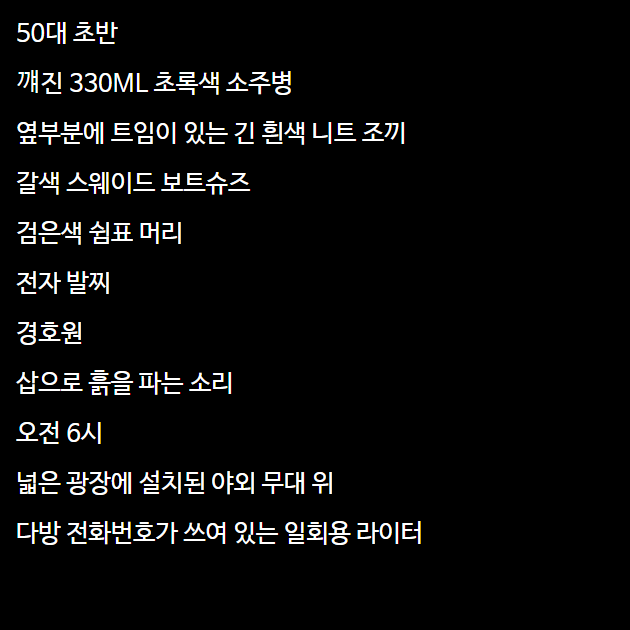 50대 초반
깨진 330ML 초록색 소주병
옆부분에 트임이 있는 긴 흰색 니트 조끼
갈색 스웨이드 보트슈즈
검은색 쉼표 머리
전자 발찌
경호원
삽으로 흙을 파는 소리
오전 6시
넓은 광장에 설치된 야외 무대 위
다방 전화번호가 쓰여 있는 일회용 라이터